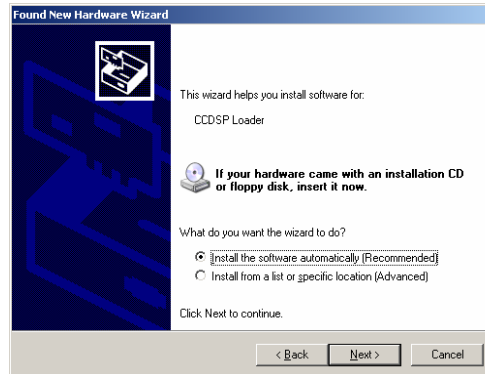 Found New Hardware Wizard
This wizard helps you install software for:
CCDSP Loader
If your hardware came with an installation CD
or floppy disk, insert it now.
What do you want the wizard to do?
Install the software automatically (Recommended)
Install from a list or specific location (Advanced)
Click Next to continue.
< Back
Next >
Cancel